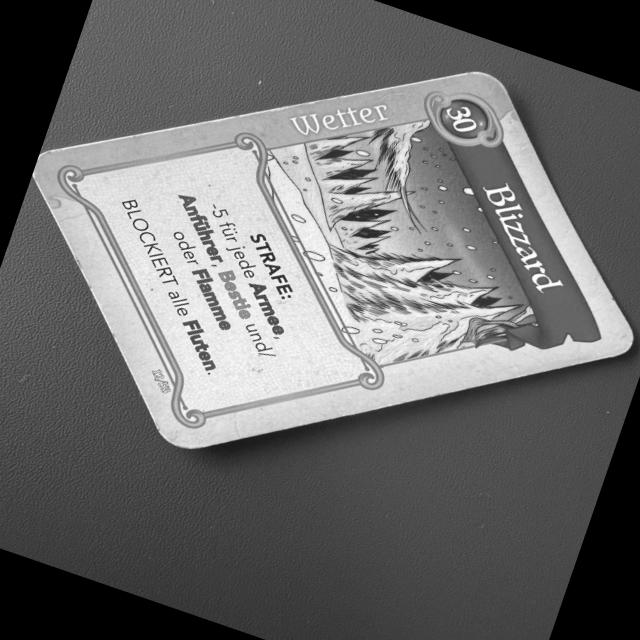 30
Blizzard
Wetter
STRAFE:
-5 für jede Armee,
Anführer, Bestie und/
oder Flamme
BLOCKIERT alle Fluten.